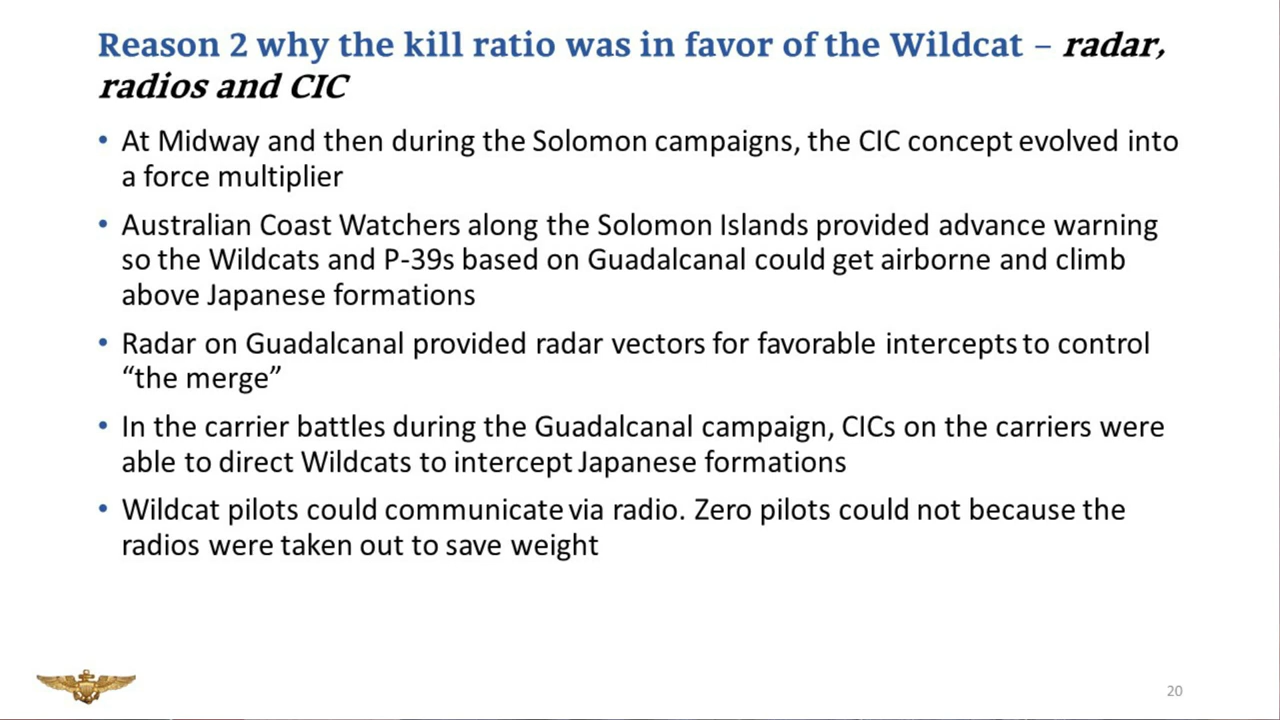 Reason 2 why the kill ratio was in favor of the Wildcat – radar,
radios and CIC
• At Midway and then during the Solomon campaigns, the CIC concept evolved into
a force multiplier
• Australian Coast Watchers along the Solomon Islands provided advance warning
so the Wildcats and P-39s based on Guadalcanal could get airborne and climb
above Japanese formations
• Radar on Guadalcanal provided radar vectors for favorable intercepts to control
“the merge”
• In the carrier battles during the Guadalcanal campaign, CICs on the carriers were
able to direct Wildcats to intercept Japanese formations
• Wildcat pilots could communicate via radio. Zero pilots could not because the
radios were taken out to save weight
20